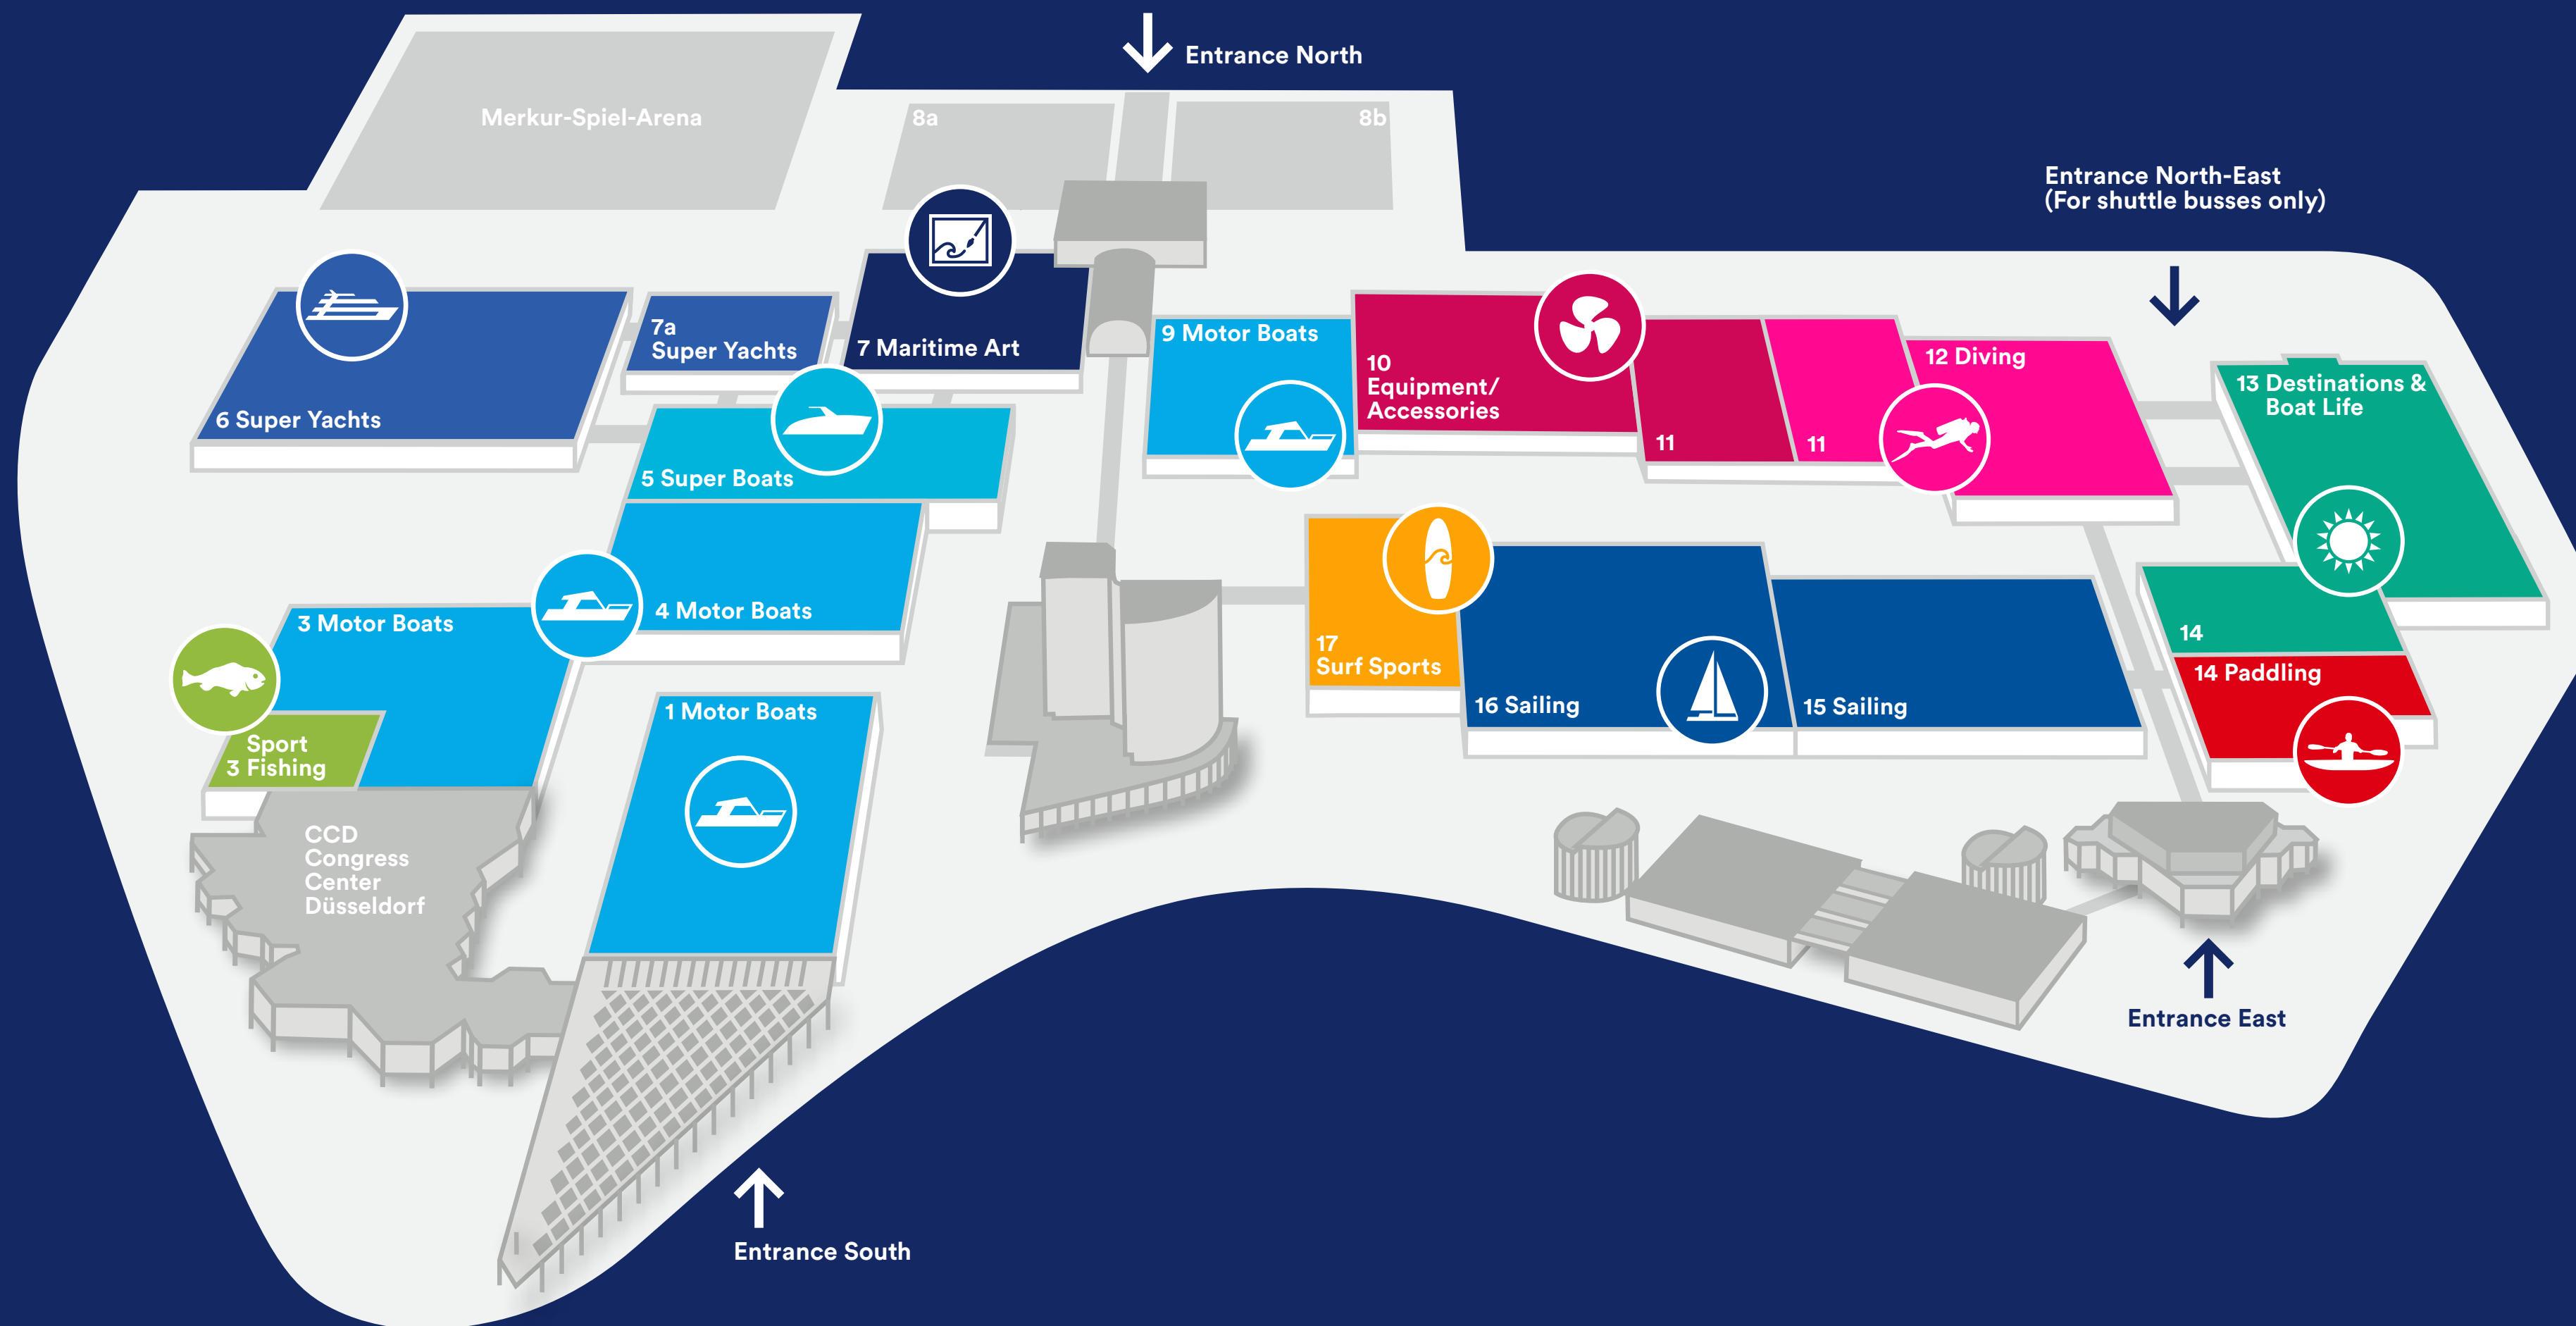 Entrance North
Merkur-Spiel-Arena
8a
8b
Entrance North-East
(For shuttle busses only)
6 Super Yachts
7a
Super Yachts
7 Maritime Art
9 Motor Boats
10
Equipment/
Accessories
11
11
12 Diving
13 Destinations &
Boat Life
5 Super Boats
4 Motor Boats
3 Motor Boats
Sport
3 Fishing
1 Motor Boats
17
Surf Sports
16 Sailing
15 Sailing
14
14 Paddling
CCD
Congress
Center
Düsseldorf
Entrance East
Entrance South